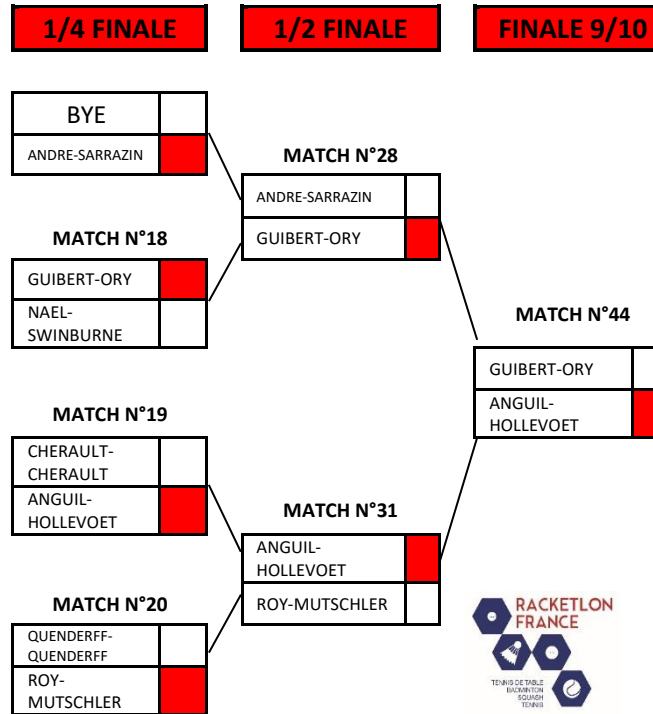 1/4 FINALE
1/2 FINALE
FINALE 9/10
BYE
ANDRE-SARRAZIN
MATCH N°28
ANDRE-SARRAZIN
GUIBERT-ORY
MATCH N°18
GUIBERT-ORY
NAEL-
SWINBURNE
MATCH N°44
GUIBERT-ORY
ANGUIL-
HOLLEVOET
MATCH N°19
CHERAULT-
CHERAULT
ANGUIL-
HOLLEVOET
MATCH N°31
ANGUIL-
HOLLEVOET
ROY-MUTSCHLER
MATCH N°20
QUENDERFF-
QUENDERFF
ROY-
MUTSCHLER
RACKETLON
FRANCE
TENNIS DE TABLE
BADMINTON
SQUASH
TENNIS